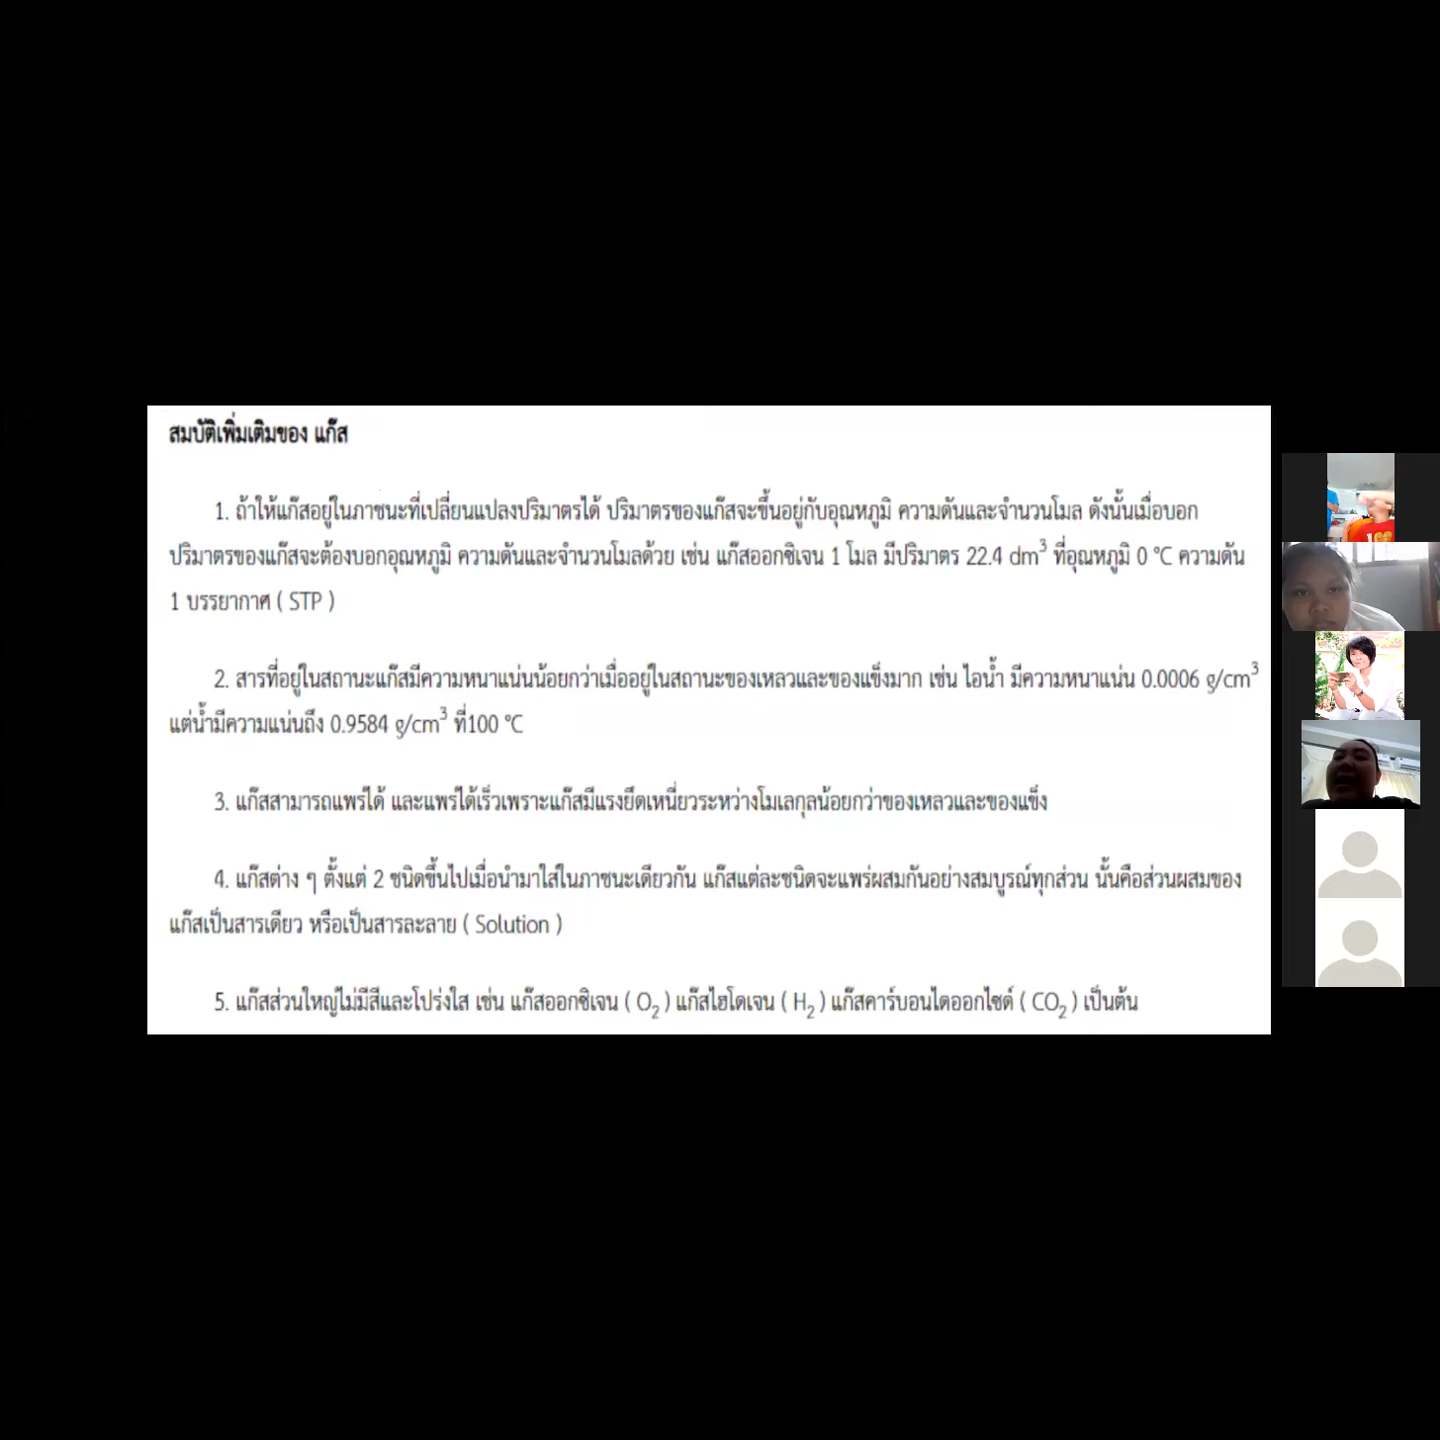 สมบัติเพิ่มเติมของ แก๊ส
1. ถ้าให้แก๊สอยู่ในภาชนะที่เปลี่ยนแปลงปริมาตรได้ ปริมาตรของแก๊สจะขึ้นอยู่กับอุณหภูมิ ความดันและจำนวนโมล ดังนั้นเมื่อบอก
ปริมาตรของแก๊สจะต้องบอกอุณหภูมิ ความดันและจำนวนโมลด้วย เช่น แก๊สออกซิเจน 1 โมล มีปริมาตร 22.4 dm³ ที่อุณหภูมิ 0 °C ความดัน
1 บรรยากาศ ( STP )
2. สารที่อยู่ในสถานะแก๊สมีความหนาแน่นน้อยกว่าเมื่ออยู่ในสถานะของเหลวและของแข็งมาก เช่น ไอน้ำ มีความหนาแน่น 0.0006 g/cm³
แต่น้ำมีความแน่นถึง 0.9584 g/cm³ ที่100 °C
3. แก๊สสามารถแพร่ได้ และแพร่ได้เร็วเพราะแก๊สมีแรงยึดเหนี่ยวระหว่างโมเลกุลน้อยกว่าของเหลวและของแข็ง
4. แก๊สต่าง ๆ ตั้งแต่ 2 ชนิดขึ้นไปเมื่อนำมาใส่ในภาชนะเดียวกัน แก๊สแต่ละชนิดจะแพร่ผสมกันอย่างสมบูรณ์ทุกส่วน นั้นคือส่วนผสมของ
แก๊สเป็นสารเดียว หรือเป็นสารละลาย ( Solution )
5. แก๊สส่วนใหญ่ไม่มีสีและโปร่งใส เช่น แก๊สออกซิเจน ( O₂ ) แก๊สไฮโดเจน ( H₂ ) แก๊สคาร์บอนไดออกไซด์ ( CO₂ ) เป็นต้น